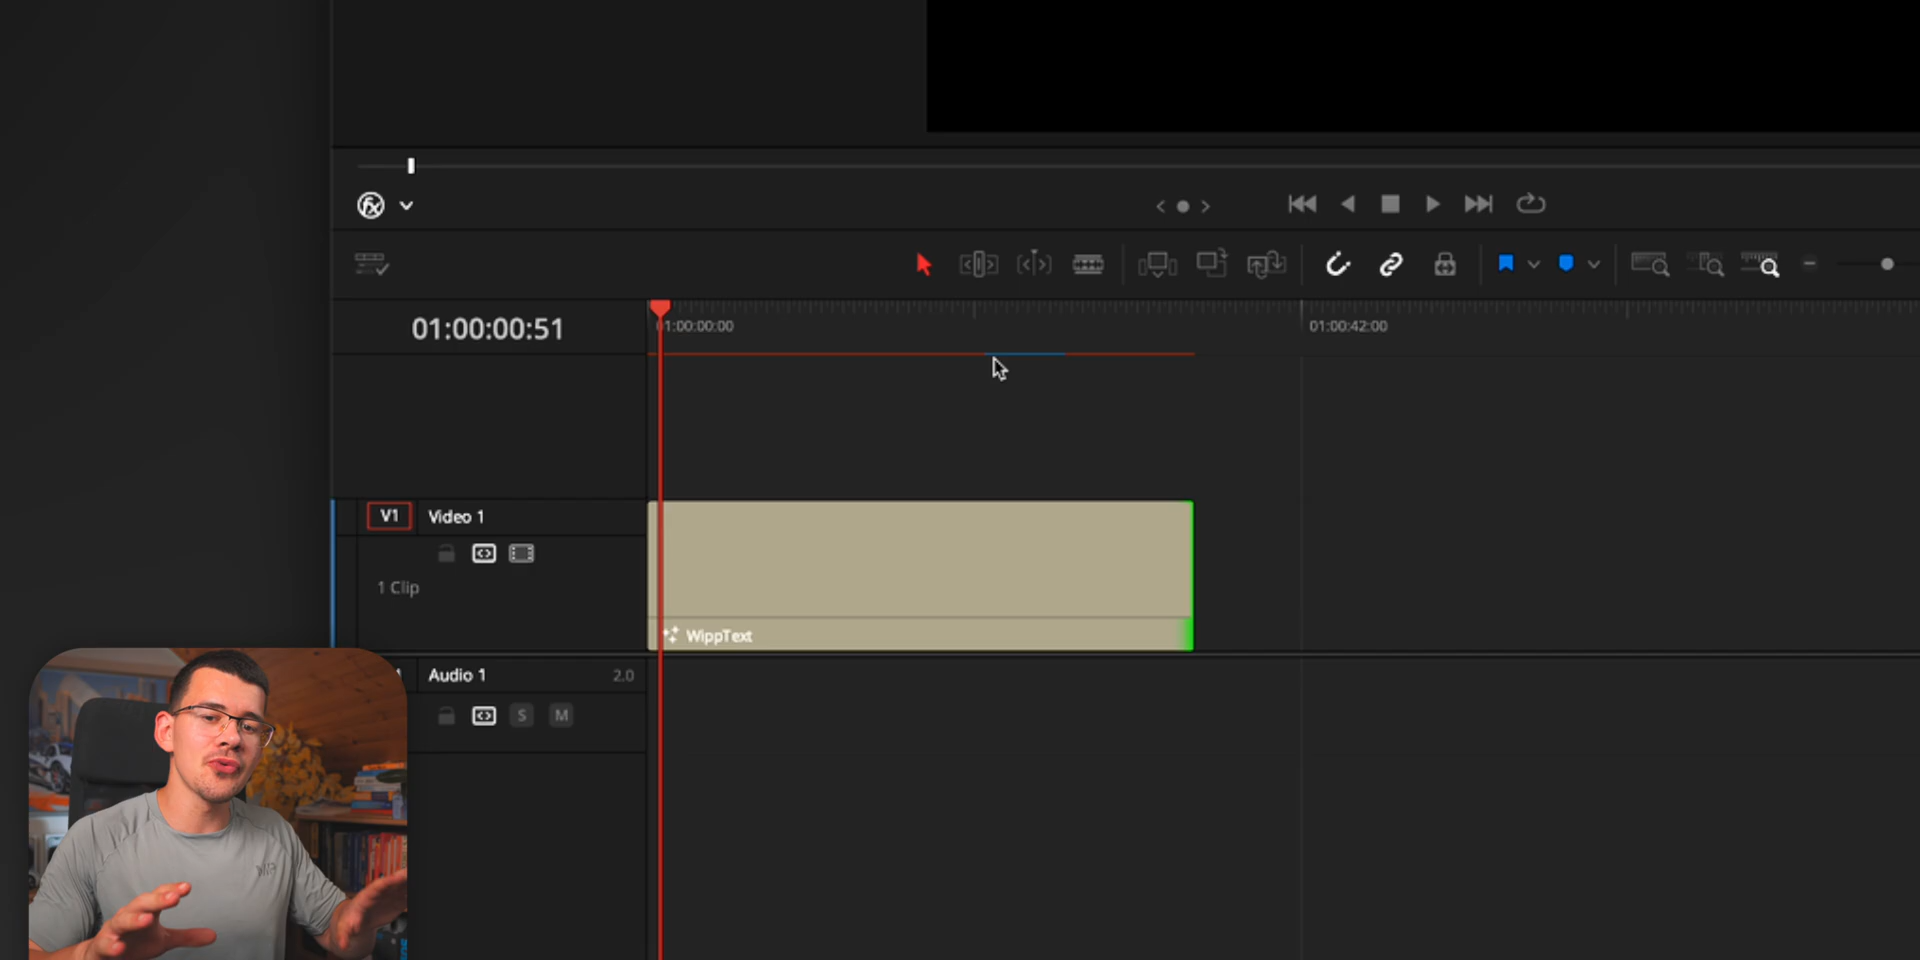 01:00:00:51
01:00:00:00
01:00:42:00
V1
Video 1
1 Clip
WippText
Audio 1
2.0
S
M